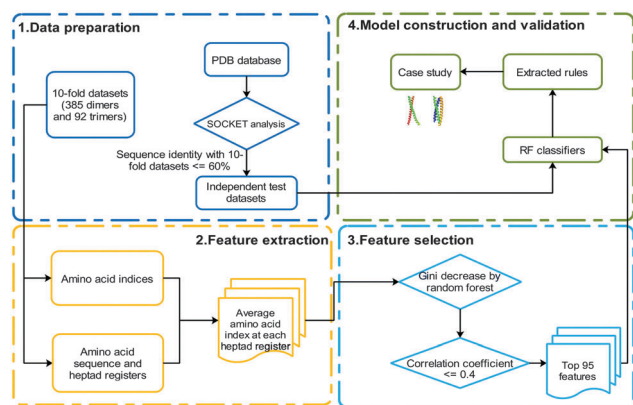 1.Data preparation
PDB database
10-fold datasets
(385 dimers
and 92 trimers)
SOCKET analysis
Sequence identity with 10-
fold datasets <= 60%
Independent test
datasets
4.Model construction and validation
Case study
Extracted rules
RF classifiers
2.Feature extraction
Amino acid indices
Amino acid
sequence and
heptad registers
Average
amino acid
index at each
heptad register
3.Feature selection
Gini decrease by
random forest
Correlation coefficient
<= 0.4
Top 95
features